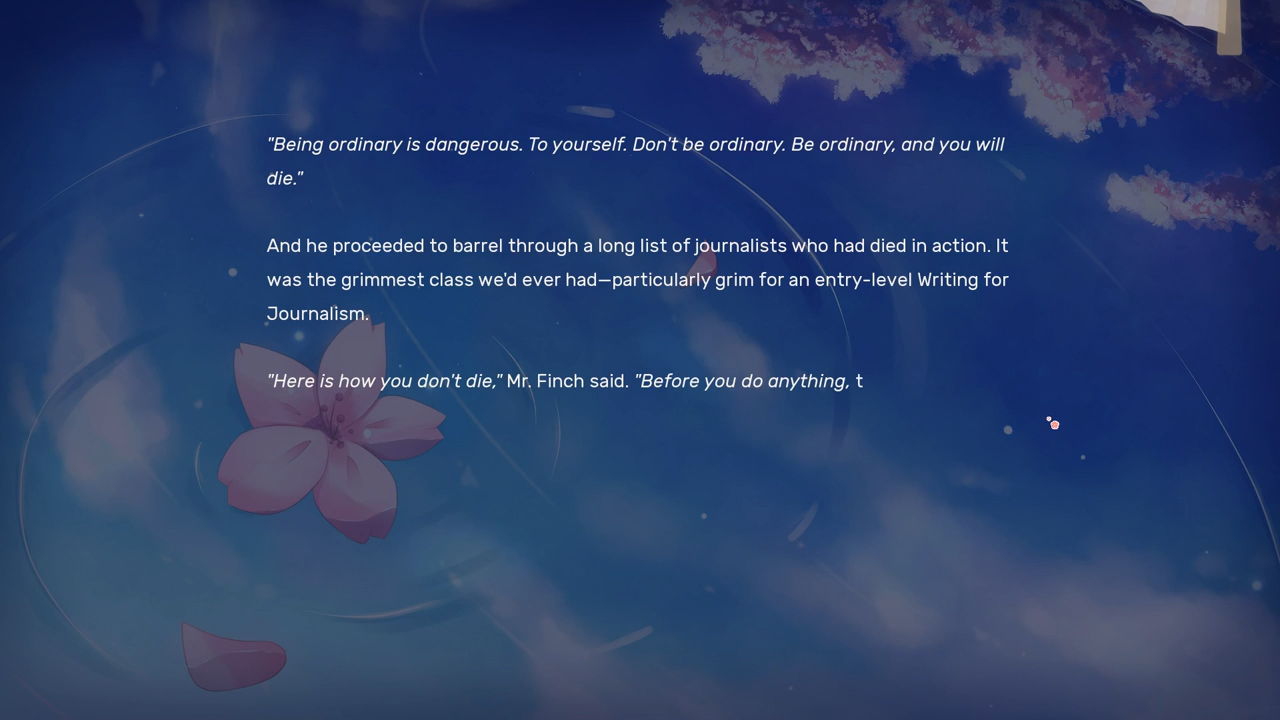 "Being ordinary is dangerous. To yourself. Don't be ordinary. Be ordinary, and you will
die."
And he proceeded to barrel through a long list of journalists who had died in action. It
was the grimmest class we'd ever had—particularly grim for an entry-level Writing for
Journalism.
"Here is how you don't die," Mr. Finch said. "Before you do anything, t